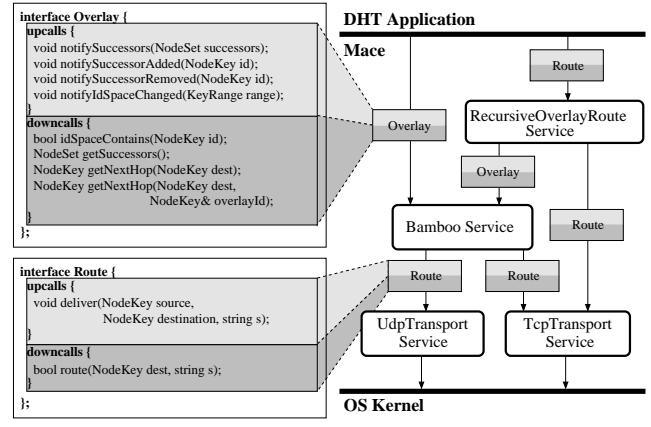 interface Overlay {
upcalls {
void notifySuccessors(NodeSet successors);
void notifySuccessorAdded(NodeKey id);
void notifySuccessorRemoved(NodeKey id);
void notifyIdSpaceChanged(KeyRange range);
}
downcalls {
bool idSpaceContains(NodeKey id);
NodeSet getSuccessors();
NodeKey getNextHop(NodeKey dest);
NodeKey getNextHop(NodeKey dest,
NodeKey& overlayId);
}
};
interface Route {
upcalls {
void deliver(NodeKey source,
NodeKey destination, string s);
}
downcalls {
bool route(NodeKey dest, string s);
}
};
DHT Application
Mace
Route
Overlay
RecursiveOverlayRoute
Service
Overlay
Route
Bamboo Service
Route
Route
UdpTransport
Service
TcpTransport
Service
OS Kernel